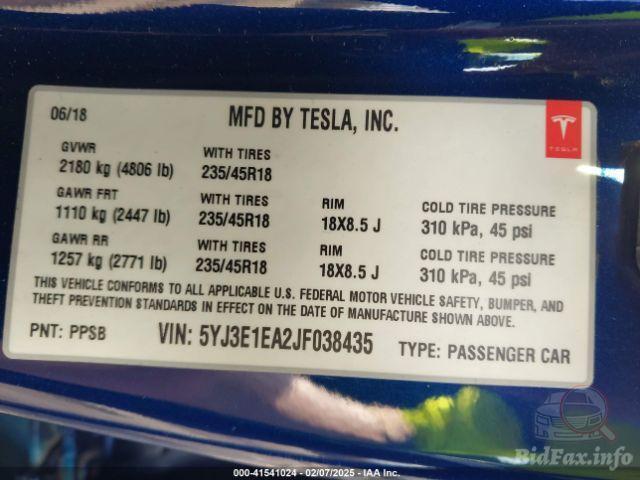 06/18
MFD BY TESLA, INC.
TESLA
GVWR
2180 kg (4806 lb)
WITH TIRES
235/45R18
GAWR FRT
1110 kg (2447 lb)
WITH TIRES
235/45R18
RIM
18X8.5 J
COLD TIRE PRESSURE
310 kPa, 45 psi
GAWR RR
1257 kg (2771 lb)
WITH TIRES
235/45R18
RIM
18X8.5 J
COLD TIRE PRESSURE
310 kPa, 45 psi
THIS VEHICLE CONFORMS TO ALL APPLICABLE U.S. FEDERAL MOTOR VEHICLE SAFETY, BUMPER, AND
THEFT PREVENTION STANDARDS IN EFFECT ON THE DATE OF MANUFACTURE SHOWN ABOVE.
PNT: PPSB
VIN: 5YJ3E1EA2JF038435
TYPE: PASSENGER CAR
BidFax.info
000-41541024 - 02/07/2025 - IAA Inc.